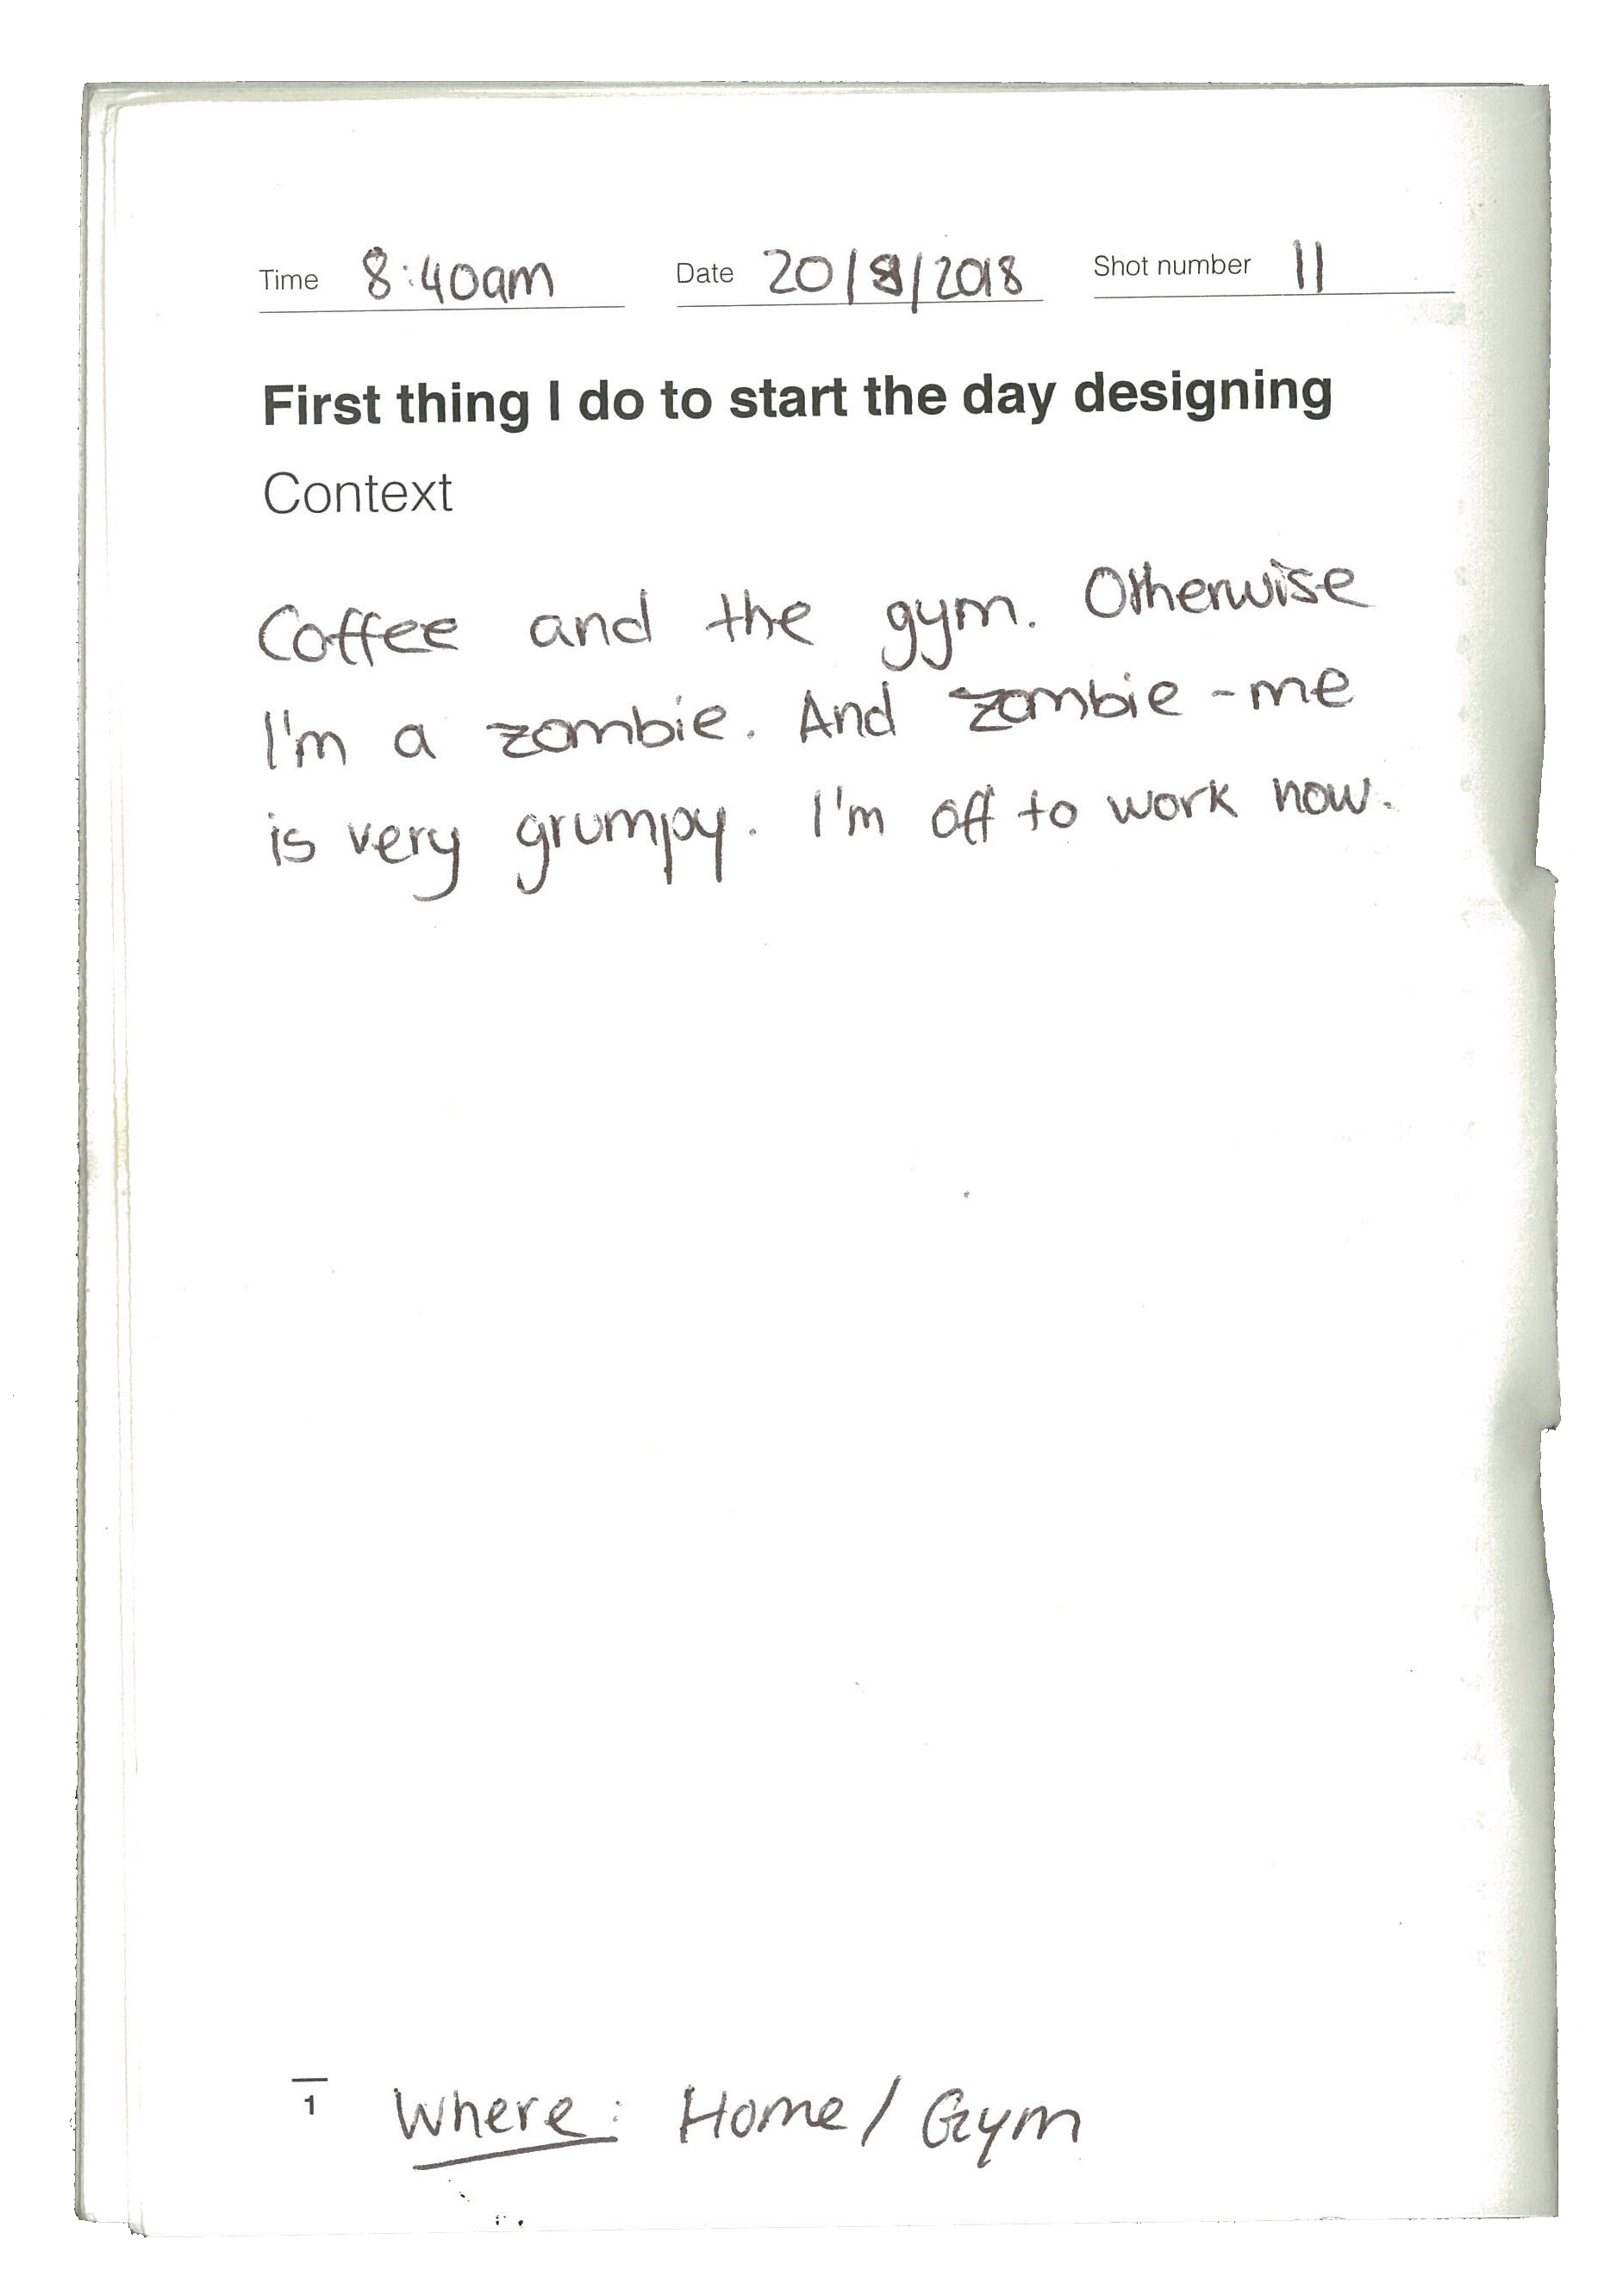 Time 8:40am Date 20/8/2018 Shot number 11
First thing I do to start the day designing
Context
Coffee and the gym. Otherwise
I'm a zombie. And zombie-me
is very grumpy. I'm off to work now.
1 Where: Home/Gym